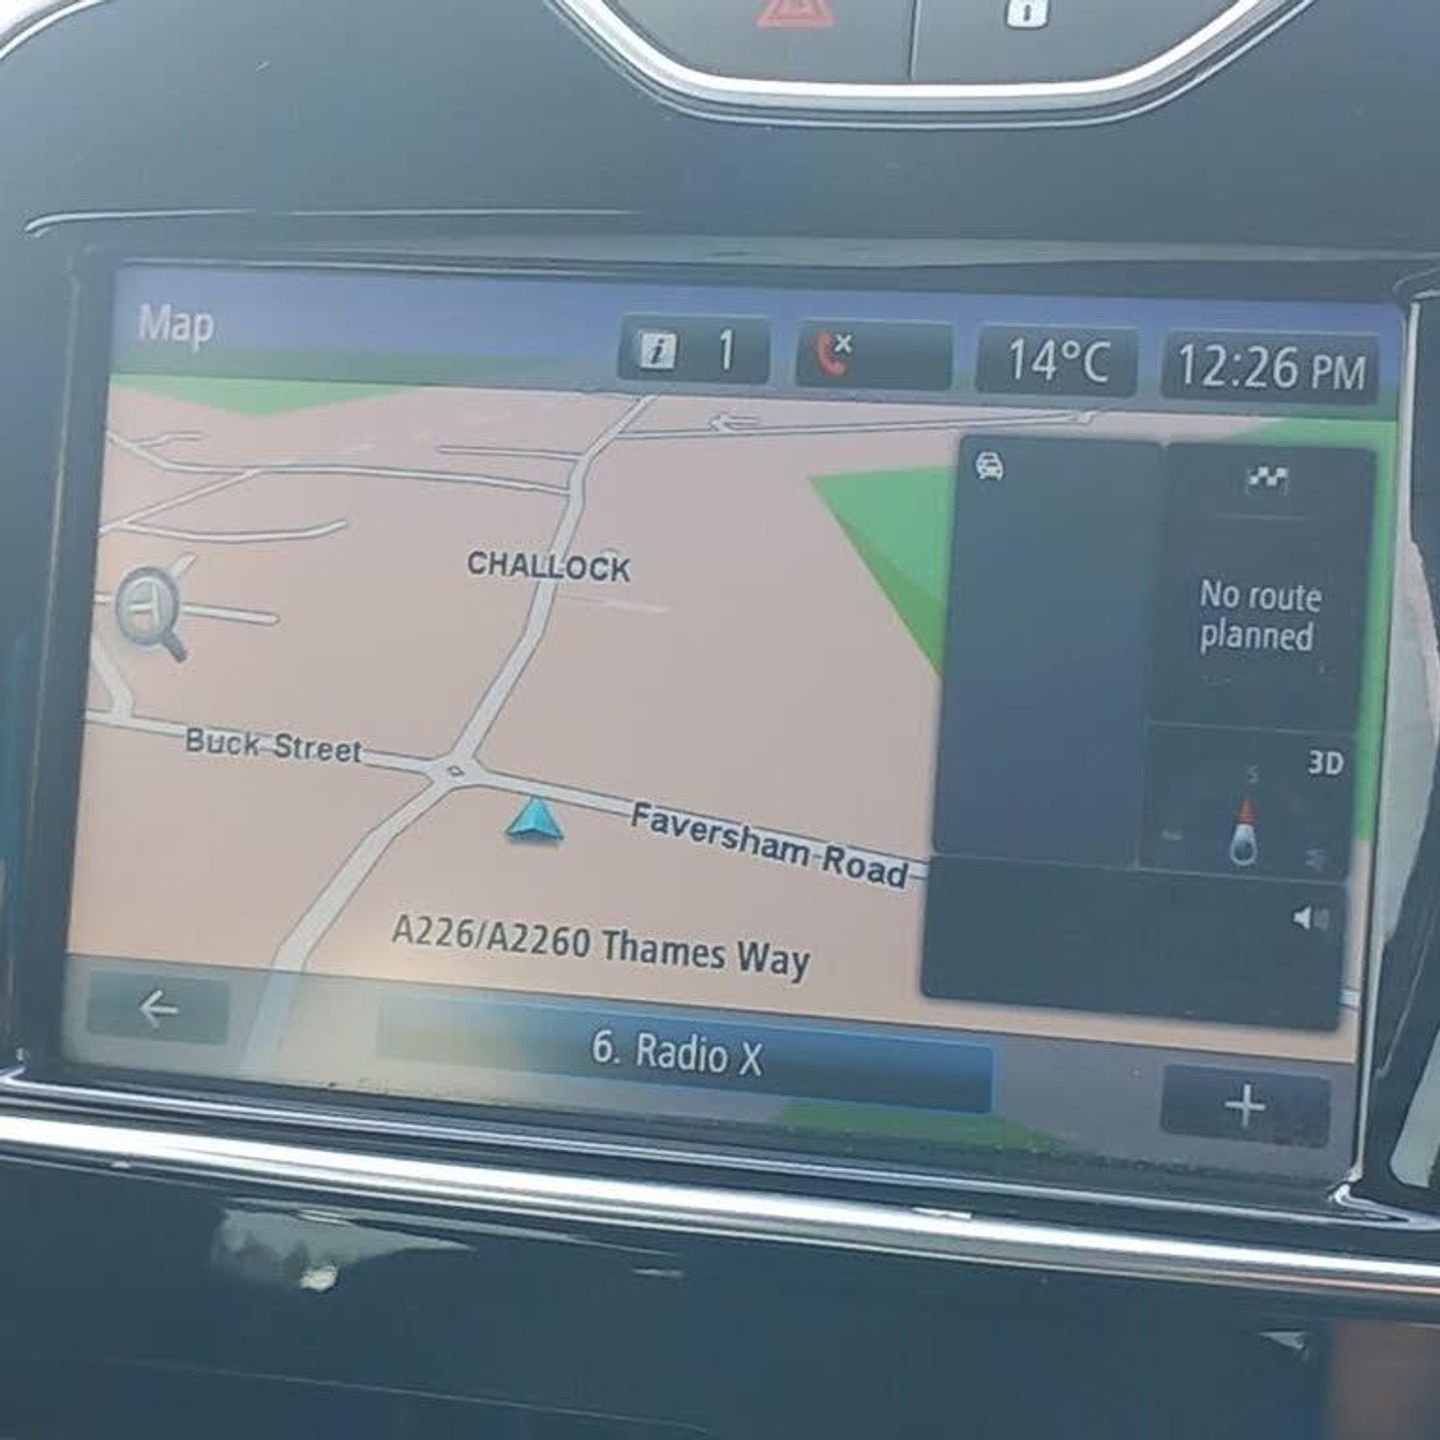 Map
1
14°C
12:26 PM
CHALLOCK
No route
planned
Buck Street
3D
S
Faversham Road
A226/A2260 Thames Way
6. Radio X